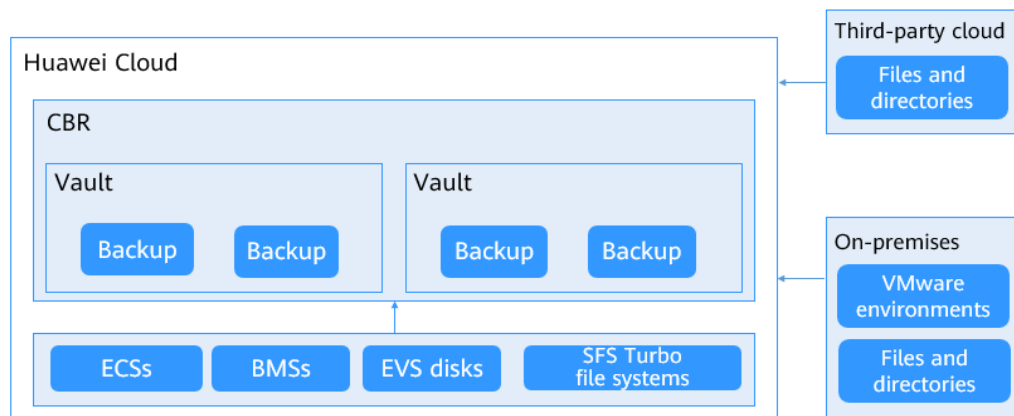 Huawei Cloud
CBR
Vault
Backup
Backup
Vault
Backup
Backup
ECSs
BMSs
EVS disks
SFS Turbo
file systems
Third-party cloud
Files and
directories
On-premises
VMware
environments
Files and
directories